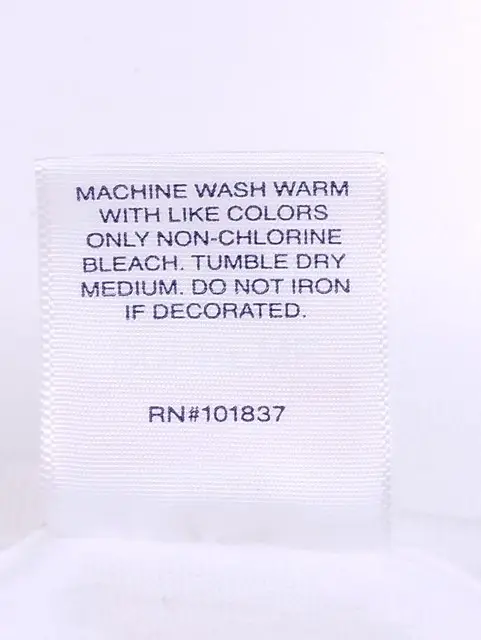 MACHINE WASH WARM
WITH LIKE COLORS
ONLY NON-CHLORINE
BLEACH. TUMBLE DRY
MEDIUM. DO NOT IRON
IF DECORATED.
RN#101837